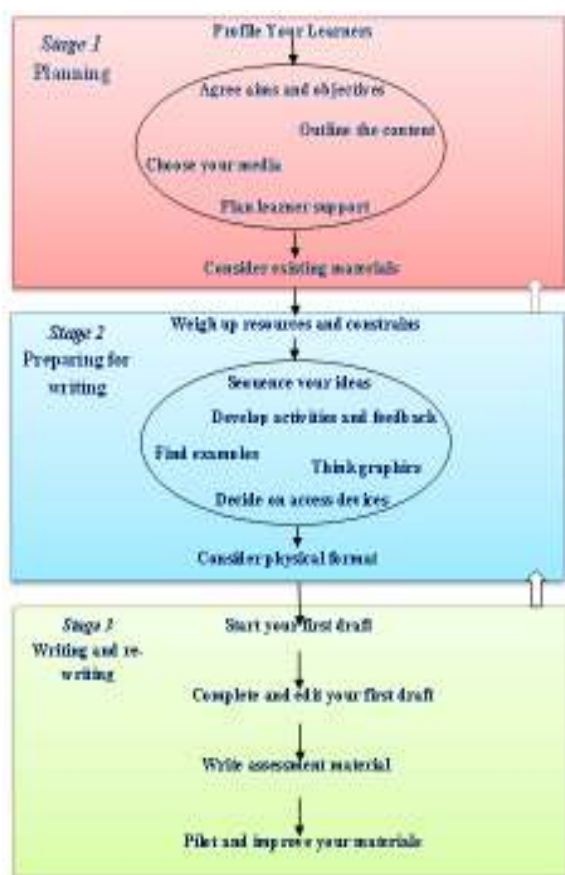 Stage 1
Planning
Profile Your Learners
Agree aims and objectives
Outline the content
Choose your media
Plan learner support
Consider existing materials
Stage 2
Preparing for
writing
Weigh up resources and constrains
Sequence your ideas
Develop activities and feedback
Find examples
Think graphics
Decide on access devices
Consider physical format
Stage 3
Writing and re-
writing
Start your first draft
Complete and edit your first draft
Write assessment material
Pilot and improve your materials